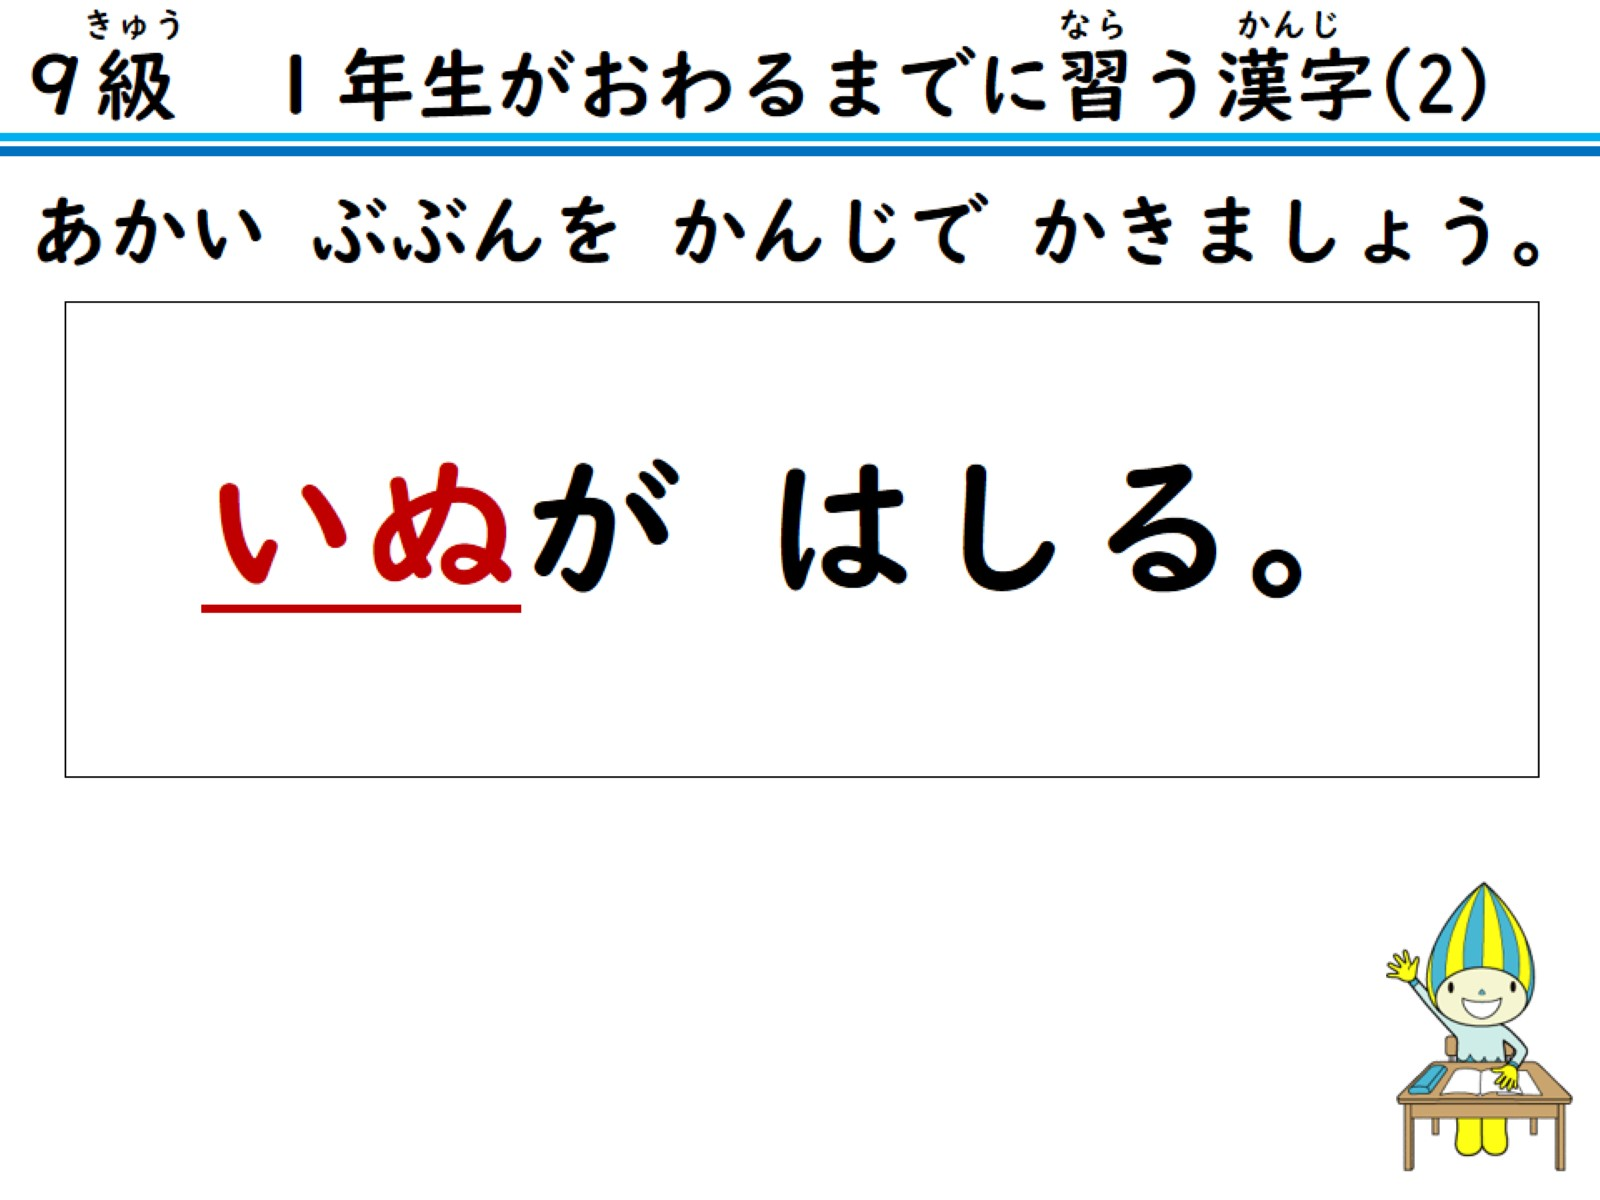 きゅう なら かんじ
9級 1年生がおわるまでに習う漢字(2)
あかい ぶぶんを かんじで かきましょう。
いぬが はしる。